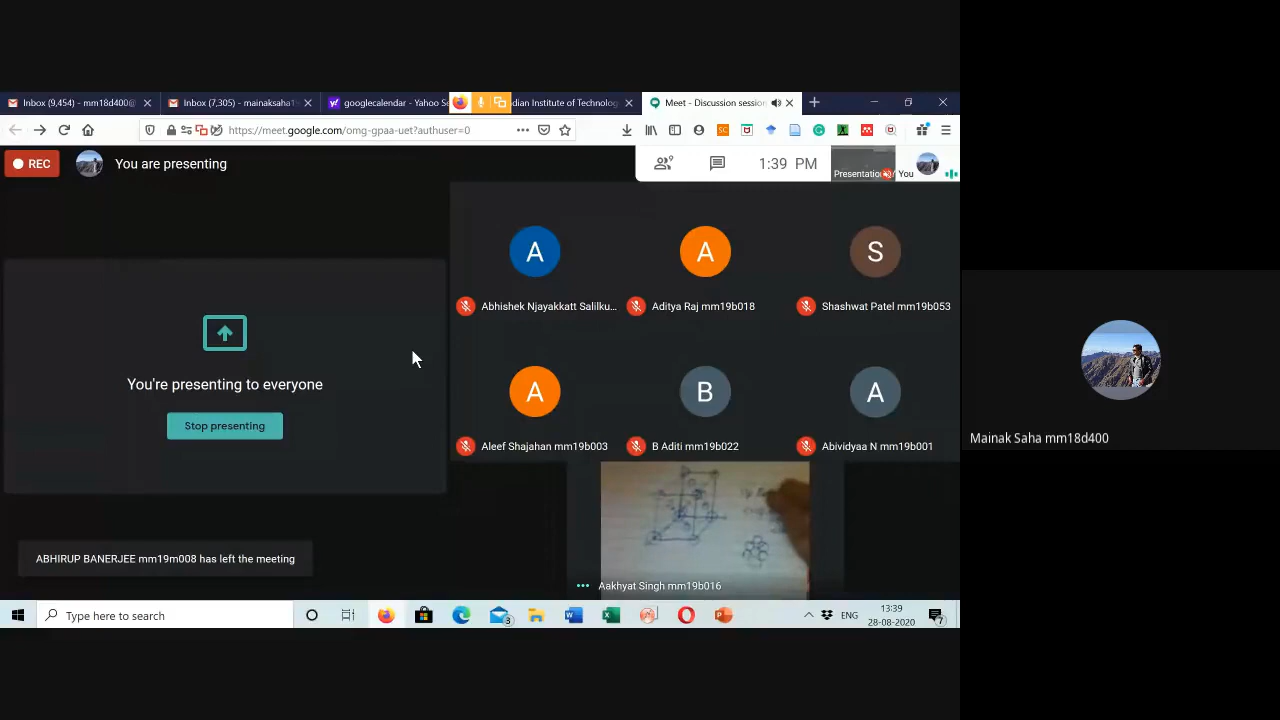 Inbox (9,454) - mm18d400@
Inbox (7,305) - mainaksaha1
googlecalendar - Yahoo Se
dian Institute of Technolog
Meet - Discussion session
https://meet.google.com/omg-gpaa-uet?authuser=0
REC
You are presenting
9
1:39 PM
Presentation
You
A
A
S
Abhishek Njayakkatt Salilku...
Aditya Raj mm19b018
Shashwat Patel mm19b053
You're presenting to everyone
Stop presenting
A
B
A
Aleef Shajahan mm19b003
B Aditi mm19b022
Abividyaa N mm19b001
Mainak Saha mm18d400
ABHIRUP BANERJEE mm19m008 has left the meeting
Aakhyat Singh mm19b016
Type here to search
3
ENG
13:39
28-08-2020
7